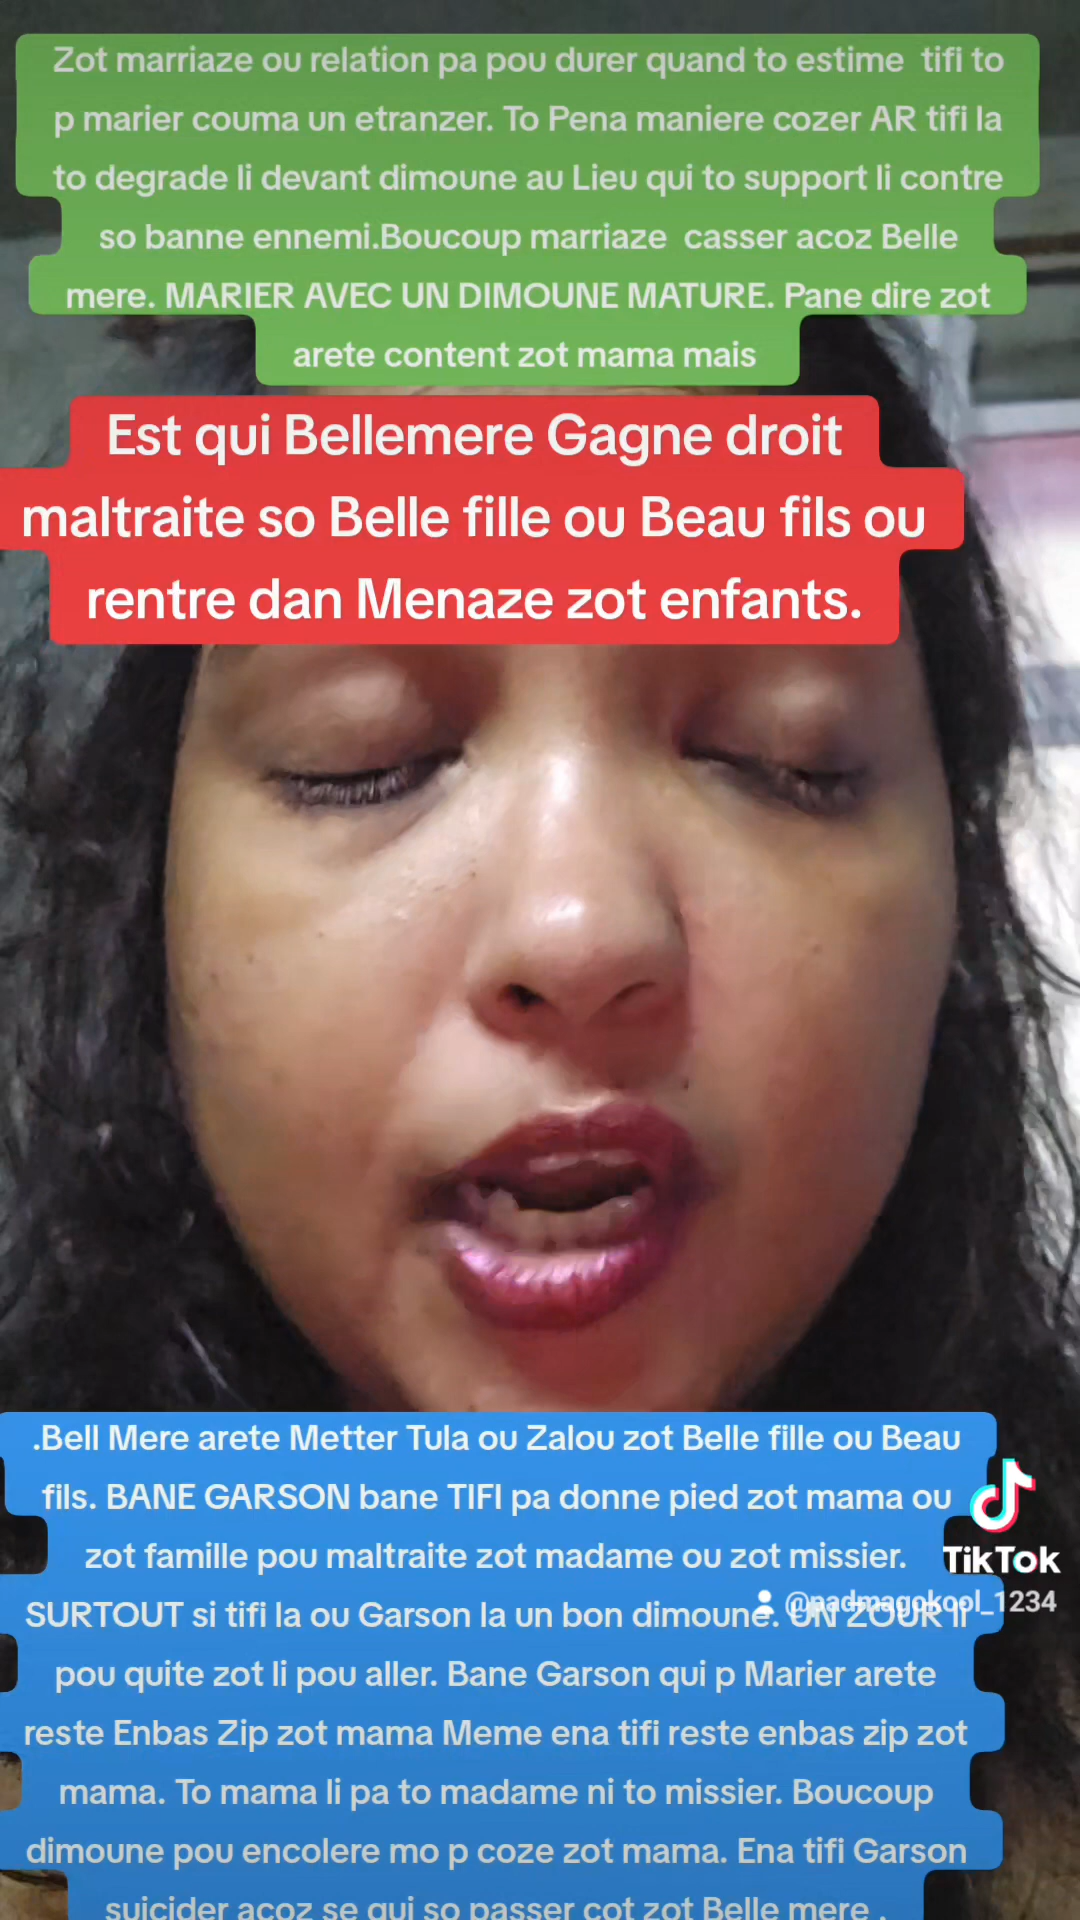 Zot marriaze ou relation pa pou durer quand to estime tifi to
p marier couma un etranzer. To Pena maniere cozer AR tifi la
to degrade li devant dimoune au Lieu qui to support li contre
so banne ennemi.Boucoup marriaze casser acoz Belle
mere. MARIER AVEC UN DIMOUNE MATURE. Pane dire zot
arete content zot mama mais
Est qui Bellemere Gagne droit
maltraite so Belle fille ou Beau fils ou
rentre dan Menaze zot enfants.
.Bell Mere arete Metter Tula ou Zalou zot Belle fille ou Beau
fils. BANE GARSON bane TIFI pa donne pied zot mama ou
zot famille pou maltraite zot madame ou zot missier.
SURTOUT si tifi la ou Garson la un bon dimoune. UN ZOUR li
pou quite zot li pou aller. Bane Garson qui p Marier arete
reste Enbas Zip zot mama Meme ena tifi reste enbas zip zot
mama. To mama li pa to madame ni to missier. Boucoup
dimoune pou encolere mo p coze zot mama. Ena tifi Garson
suicider acoz se qui so passer cot zot Belle mere .
TikTok
@padmagokool_1234